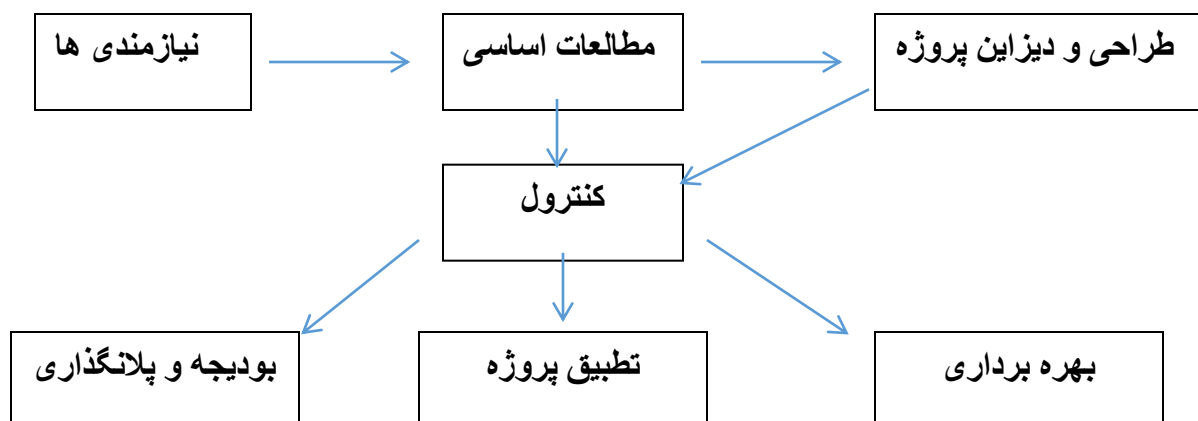 نیازمندی ها
مطالعات اساسی
طراحی و دیزاین پروژه
کنترول
بودیجه و پلانگذاری
تطبیق پروژه
بهره برداری